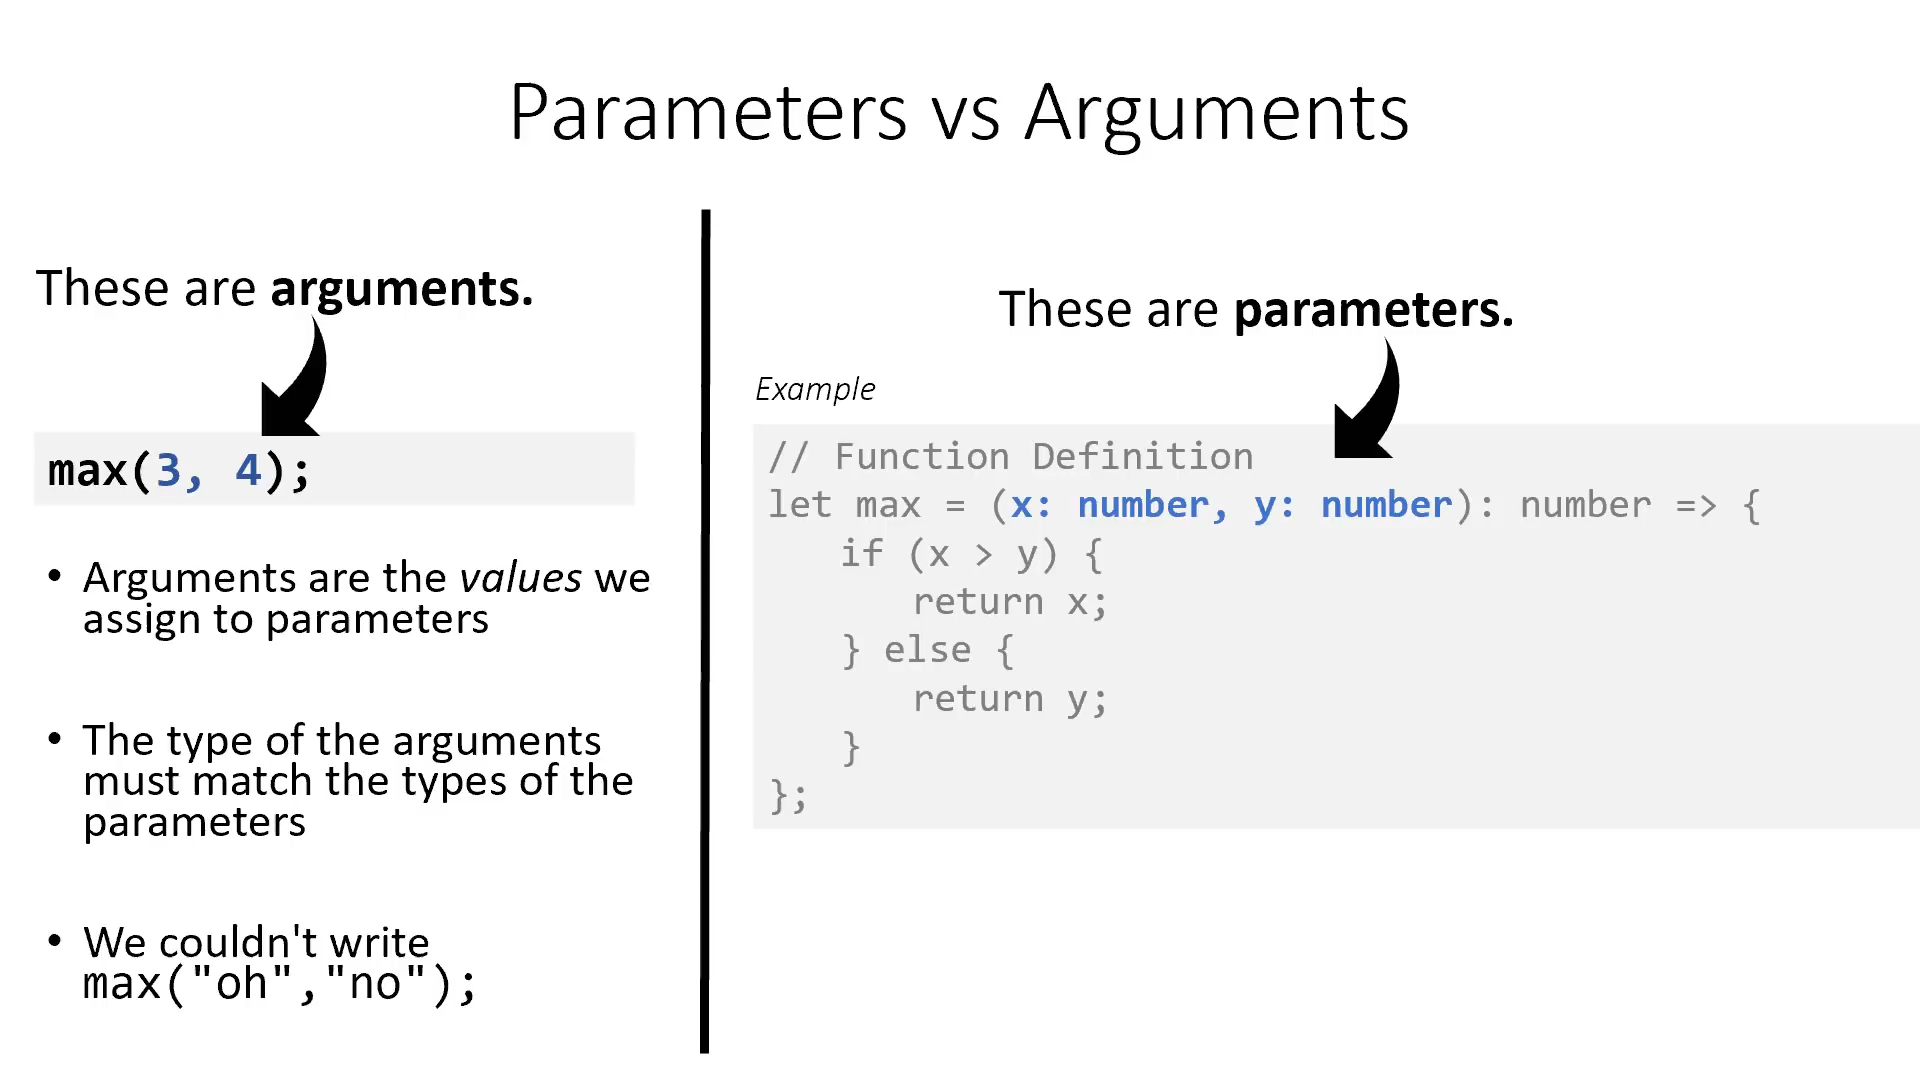 Parameters vs Arguments
These are arguments.
max(3, 4);
• Arguments are the values we
assign to parameters
• The type of the arguments
must match the types of the
parameters
• We couldn't write
max("oh","no");
These are parameters.
Example
// Function Definition
let max = (x: number, y: number): number => {
if (x > y) {
return x;
} else {
return y;
}
};